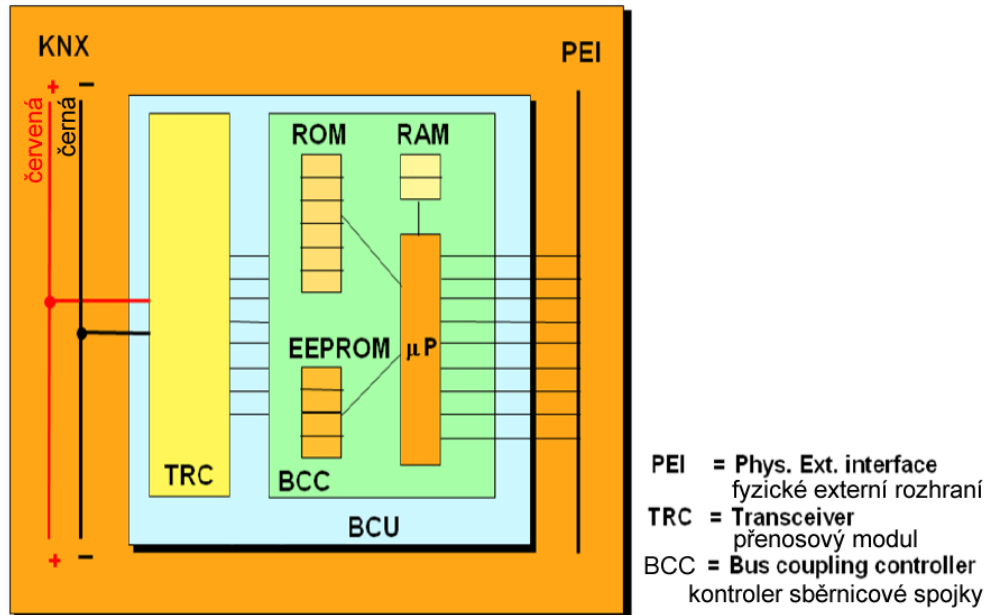 KNX
PEI
+ −
červená
černá
ROM
RAM
EEPROM
µP
TRC
BCC
BCU
+ −
PEI = Phys. Ext. interface
fyzické externí rozhraní
TRC = Transceiver
přenosový modul
BCC = Bus coupling controller
kontroler sběrnicové spojky